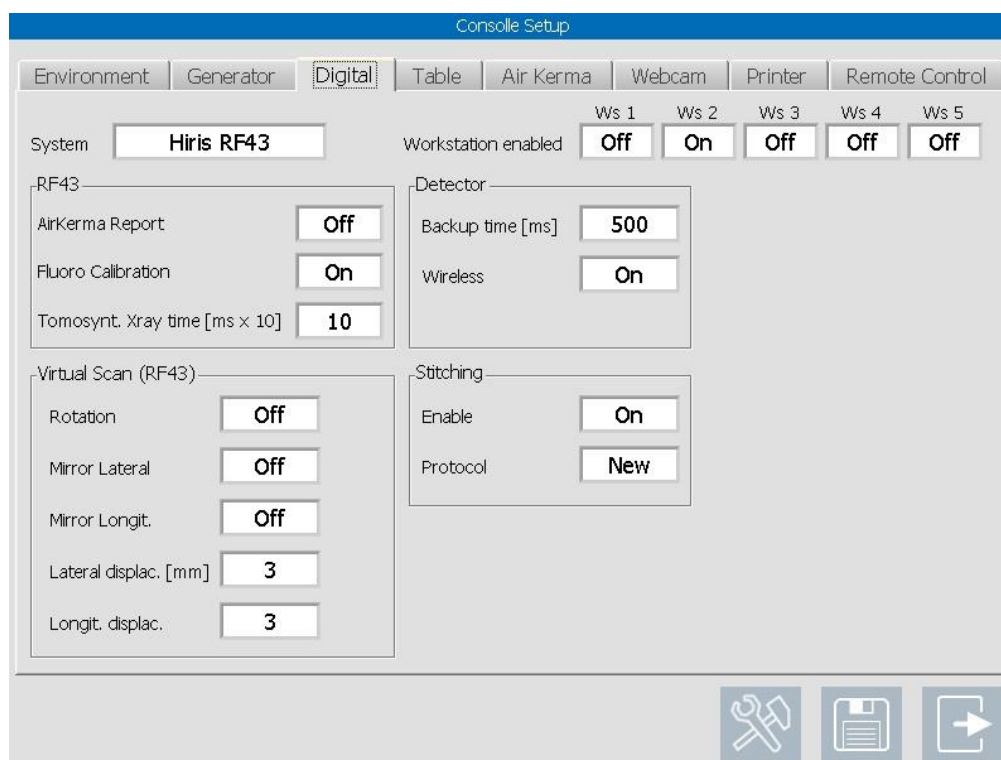 Consolle Setup
Environment Generator Digital Table Air Kerma Webcam Printer Remote Control
Ws 1 Ws 2 Ws 3 Ws 4 Ws 5
System Hiris RF43 Workstation enabled Off On Off Off Off
RF43
AirKerma Report Off
Fluoro Calibration On
Tomosynt. Xray time [ms x 10] 10
Detector
Backup time [ms] 500
Wireless On
Virtual Scan (RF43)
Rotation Off
Mirror Lateral Off
Mirror Longit. Off
Lateral displac. [mm] 3
Longit. displac. 3
Stitching
Enable On
Protocol New